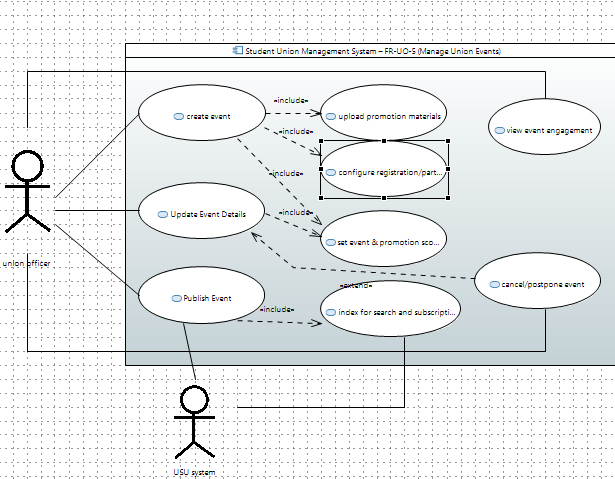 Student Union Management System – FR-UO-5 (Manage Union Events)
create event
«include»
upload promotion materials
view event engagement
«include»
configure registration/part...
«include»
Update Event Details
«include»
set event & promotion sco...
union officer
cancel/postpone event
«extend»
Publish Event
«include»
index for search and subscripti...
USU system